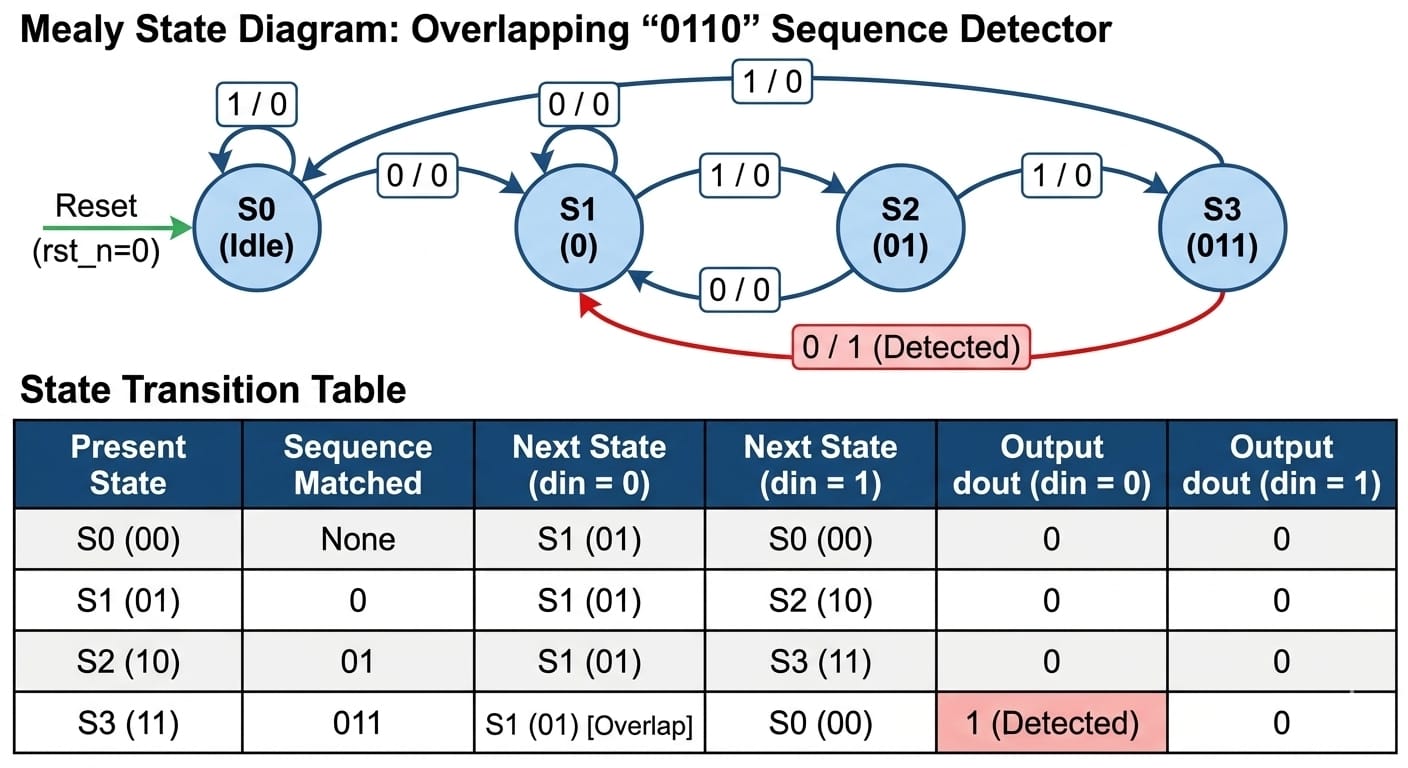 Mealy State Diagram: Overlapping “0110” Sequence Detector
1 / 0
0 / 0
1 / 0
Reset
(rst_n=0)
S0
(Idle)
0 / 0
S1
(0)
1 / 0
0 / 0
S2
(01)
1 / 0
S3
(011)
0 / 1 (Detected)
State Transition Table
Present State
Sequence Matched
Next State (din = 0)
Next State (din = 1)
Output dout (din = 0)
Output dout (din = 1)
S0 (00) None S1 (01) S0 (00) 0 0
S1 (01) 0 S1 (01) S2 (10) 0 0
S2 (10) 01 S1 (01) S3 (11) 0 0
S3 (11) 011 S1 (01) [Overlap] S0 (00) 1 (Detected) 0